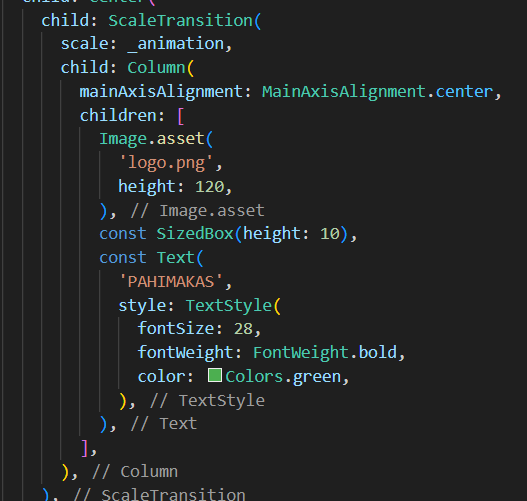 child: Center(
child: ScaleTransition(
scale: _animation,
child: Column(
mainAxisAlignment: MainAxisAlignment.center,
children: [
Image.asset(
'logo.png',
height: 120,
), // Image.asset
const SizedBox(height: 10),
const Text(
'PAHIMAKAS',
style: TextStyle(
fontSize: 28,
fontWeight: FontWeight.bold,
color: Colors.green,
), // TextStyle
), // Text
],
), // Column
), // ScaleTransition